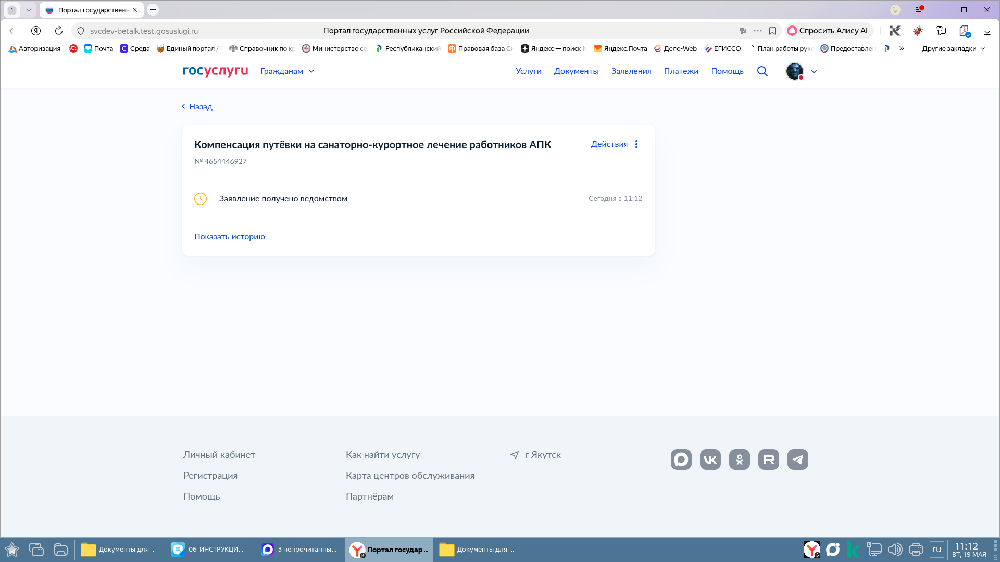 1
Портал государственн
svcdev-betalk.test.gosuslugi.ru
Портал государственных услуг Российской Федерации
Спросить Алису AI
Авторизация
Почта
Среда
Единый портал /
Справочник по к
Министерство се
Республиканский
Правовая база Си
Яндекс — поиск
Яндекс.Почта
Дело-Web
ЕГИССО
План работы рук
Предоставлен
Другие закладки
госуслуги
Гражданам
Услуги
Документы
Заявления
Платежи
Помощь
Назад
Компенсация путёвки на санаторно-курортное лечение работников АПК
Действия
№ 4654446927
Заявление получено ведомством
Сегодня в 11:12
Показать историю
Личный кабинет
Как найти услугу
г Якутск
Регистрация
Карта центров обслуживания
Помощь
Партнёрам
Документы для ...
06_ИНСТРУКЦИ...
3 непрочитанны...
Портал государ ...
Документы для ...
ru
11:12
ВТ, 19 МАЯ